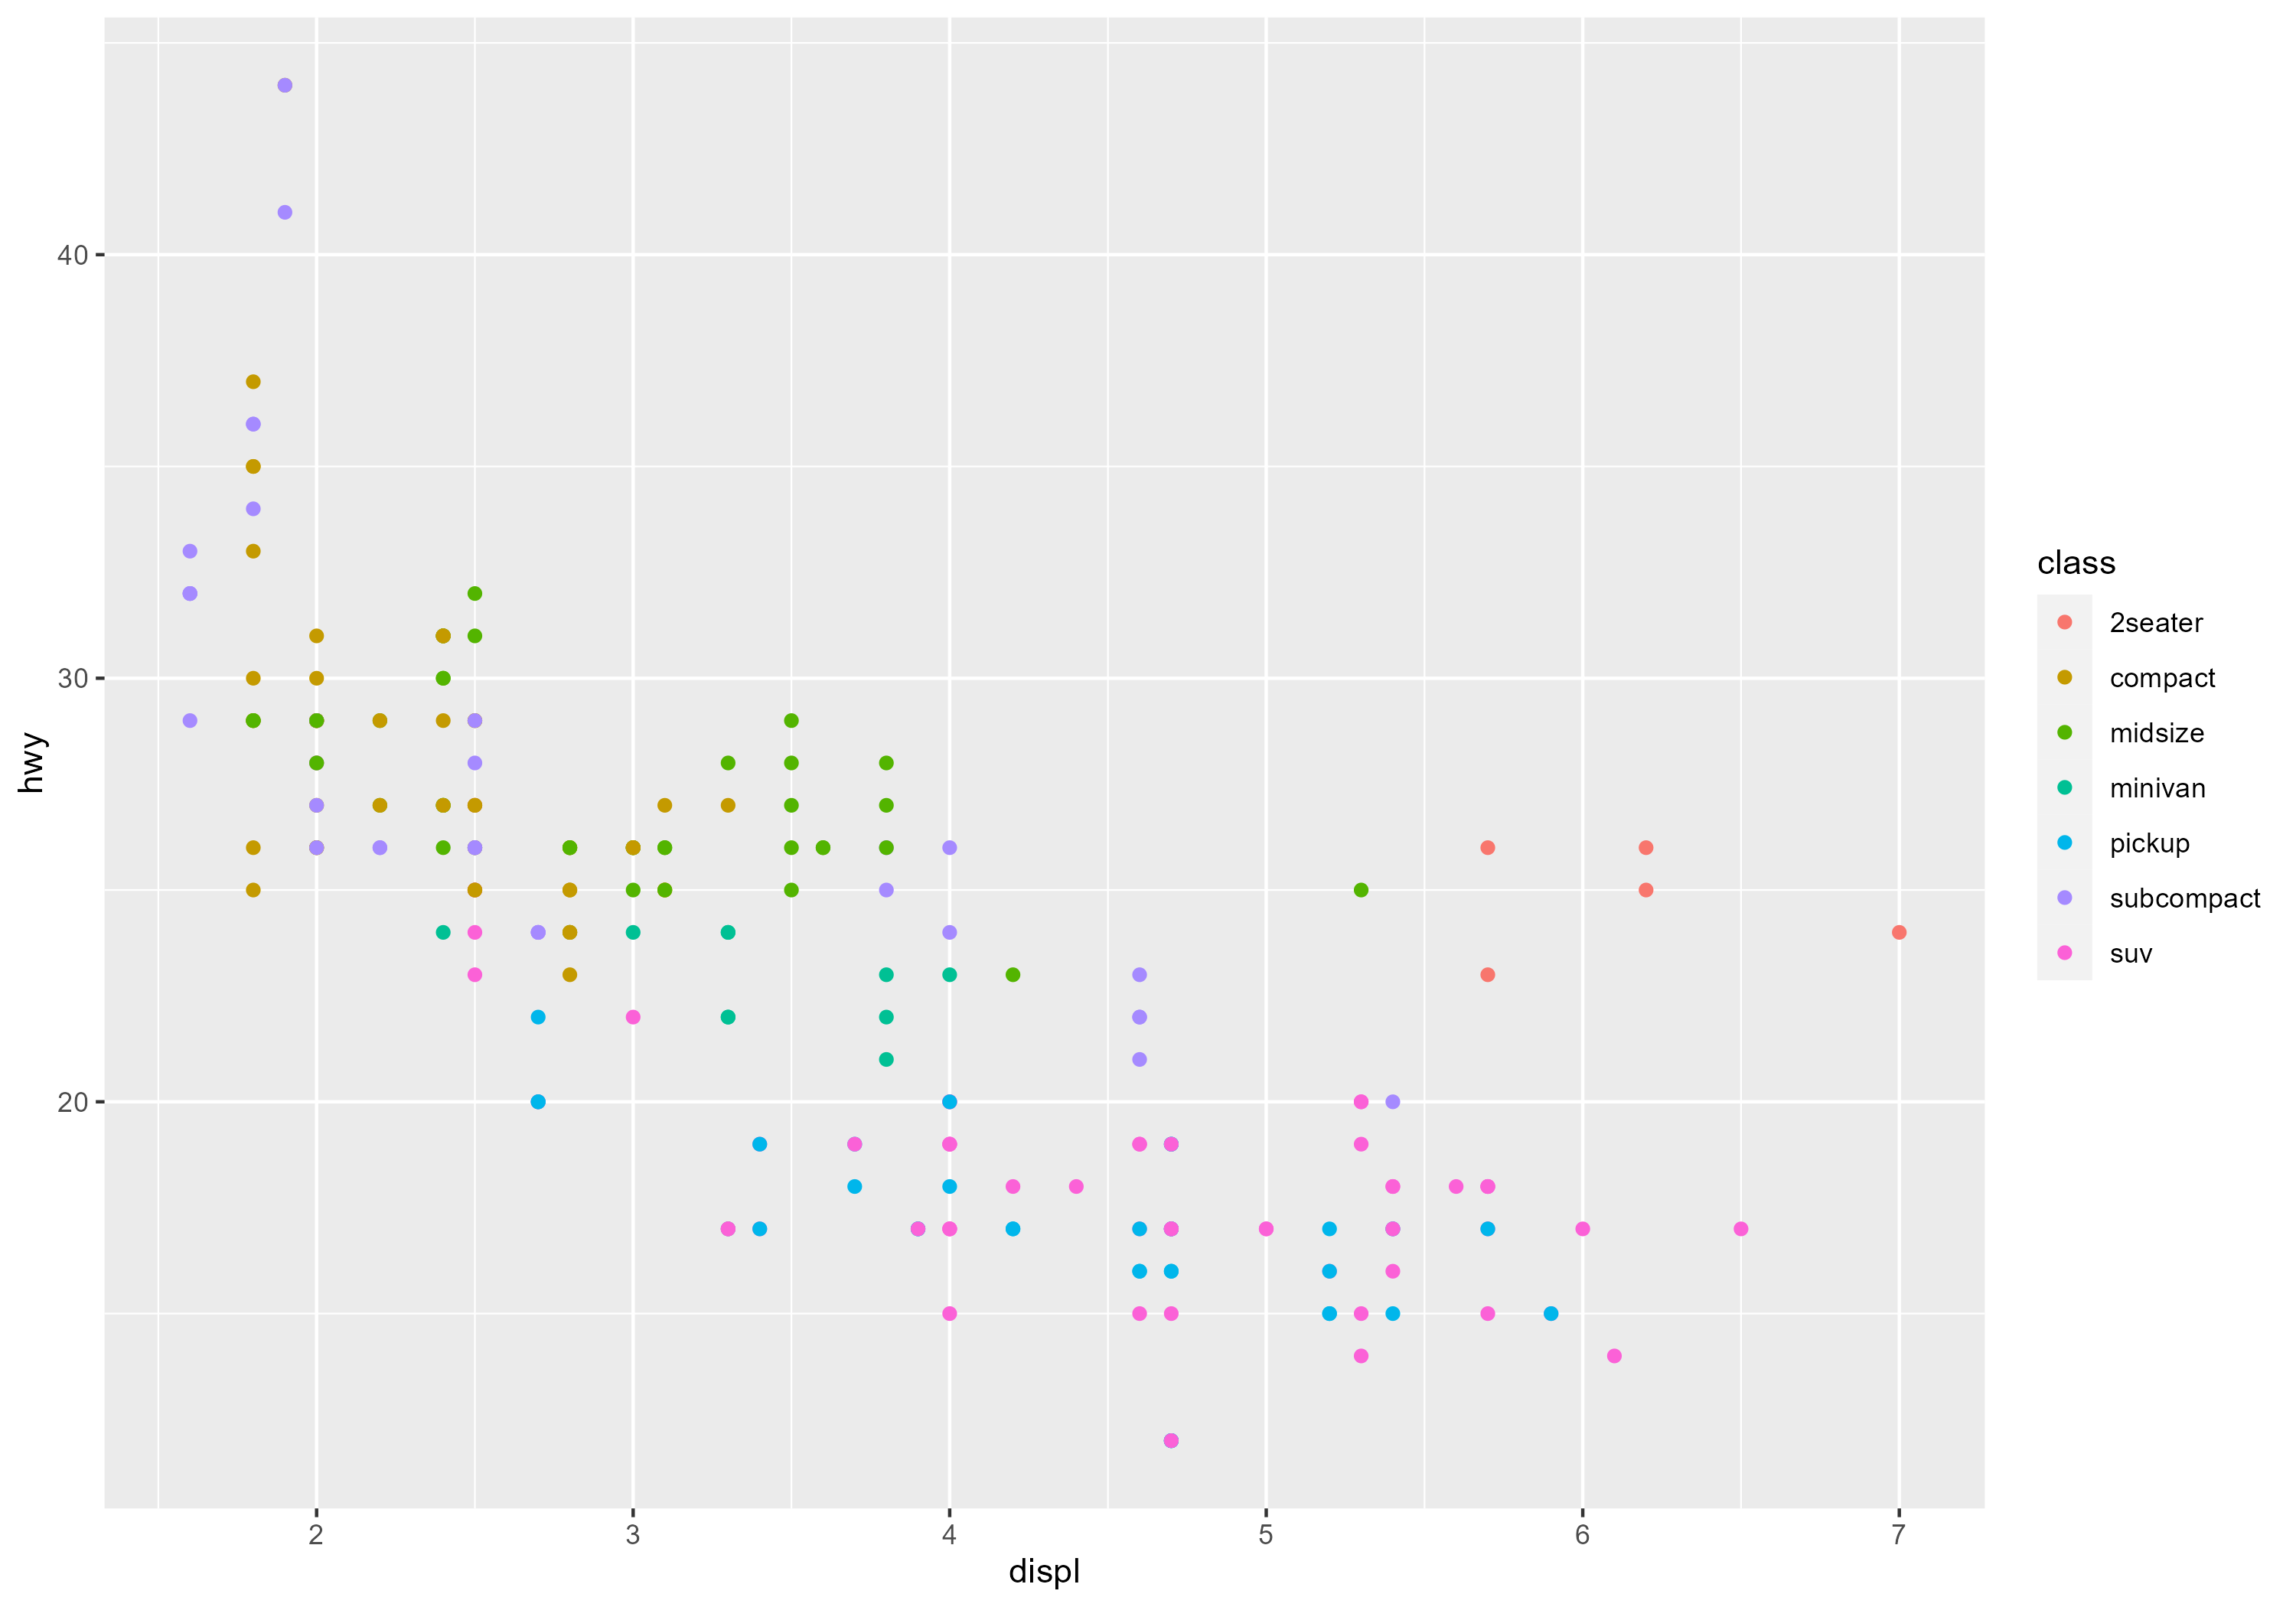 40
30
20
hwy
2 3 4 5 6 7
displ
class
2seater
compact
midsize
minivan
pickup
subcompact
suv